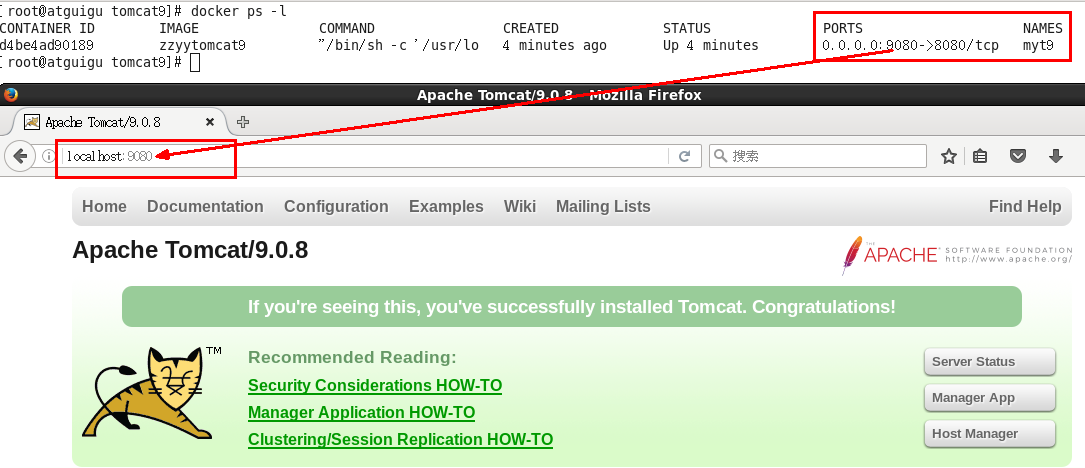 [root@atguigu tomcat9]# docker ps -l
CONTAINER ID IMAGE COMMAND CREATED STATUS PORTS NAMES
d4be4ad90189 zzyytomcat9 "/bin/sh -c '/usr/lo 4 minutes ago Up 4 minutes 0.0.0.0:9080->8080/tcp myt9
[root@atguigu tomcat9]#
Apache Tomcat/9.0.8 - Mozilla Firefox
Apache Tomcat/9.0.8
localhost:9080 搜索
Home Documentation Configuration Examples Wiki Mailing Lists Find Help
Apache Tomcat/9.0.8
THE APACHE SOFTWARE FOUNDATION
http://www.apache.org/
If you're seeing this, you've successfully installed Tomcat. Congratulations!
TM
Recommended Reading:
Security Considerations HOW-TO
Manager Application HOW-TO
Clustering/Session Replication HOW-TO
Server Status
Manager App
Host Manager